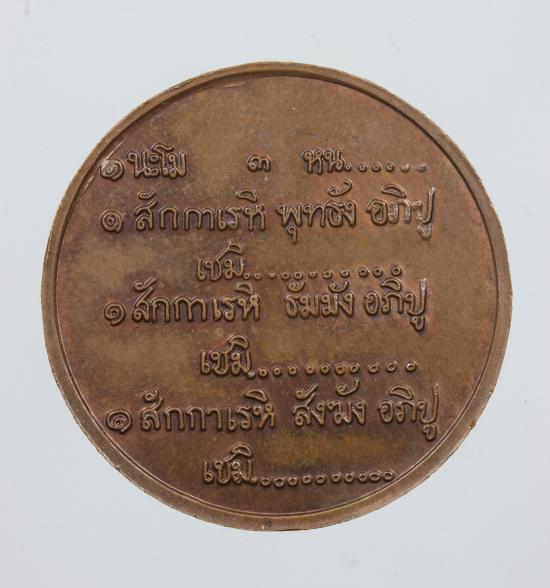 ๑ นะโม ๓ หน......
๑ สักกาเรหิ พุทธัง อภิปู
เชมิ...........
๑ สักกาเรหิ ธัมมัง อภิปู
เชมิ...........
๑ สักกาเรหิ สังฆัง อภิปู
เชมิ...........